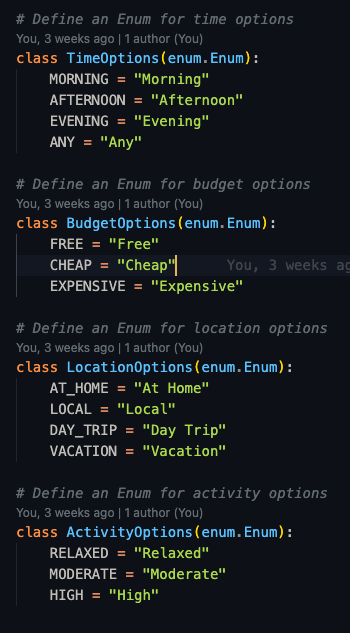 # Define an Enum for time options
You, 3 weeks ago | 1 author (You)
class TimeOptions(enum.Enum):
    MORNING = "Morning"
    AFTERNOON = "Afternoon"
    EVENING = "Evening"
    ANY = "Any"
# Define an Enum for budget options
You, 3 weeks ago | 1 author (You)
class BudgetOptions(enum.Enum):
    FREE = "Free"
    CHEAP = "Cheap" You, 3 weeks ag
    EXPENSIVE = "Expensive"
# Define an Enum for location options
You, 3 weeks ago | 1 author (You)
class LocationOptions(enum.Enum):
    AT_HOME = "At Home"
    LOCAL = "Local"
    DAY_TRIP = "Day Trip"
    VACATION = "Vacation"
# Define an Enum for activity options
You, 3 weeks ago | 1 author (You)
class ActivityOptions(enum.Enum):
    RELAXED = "Relaxed"
    MODERATE = "Moderate"
    HIGH = "High"